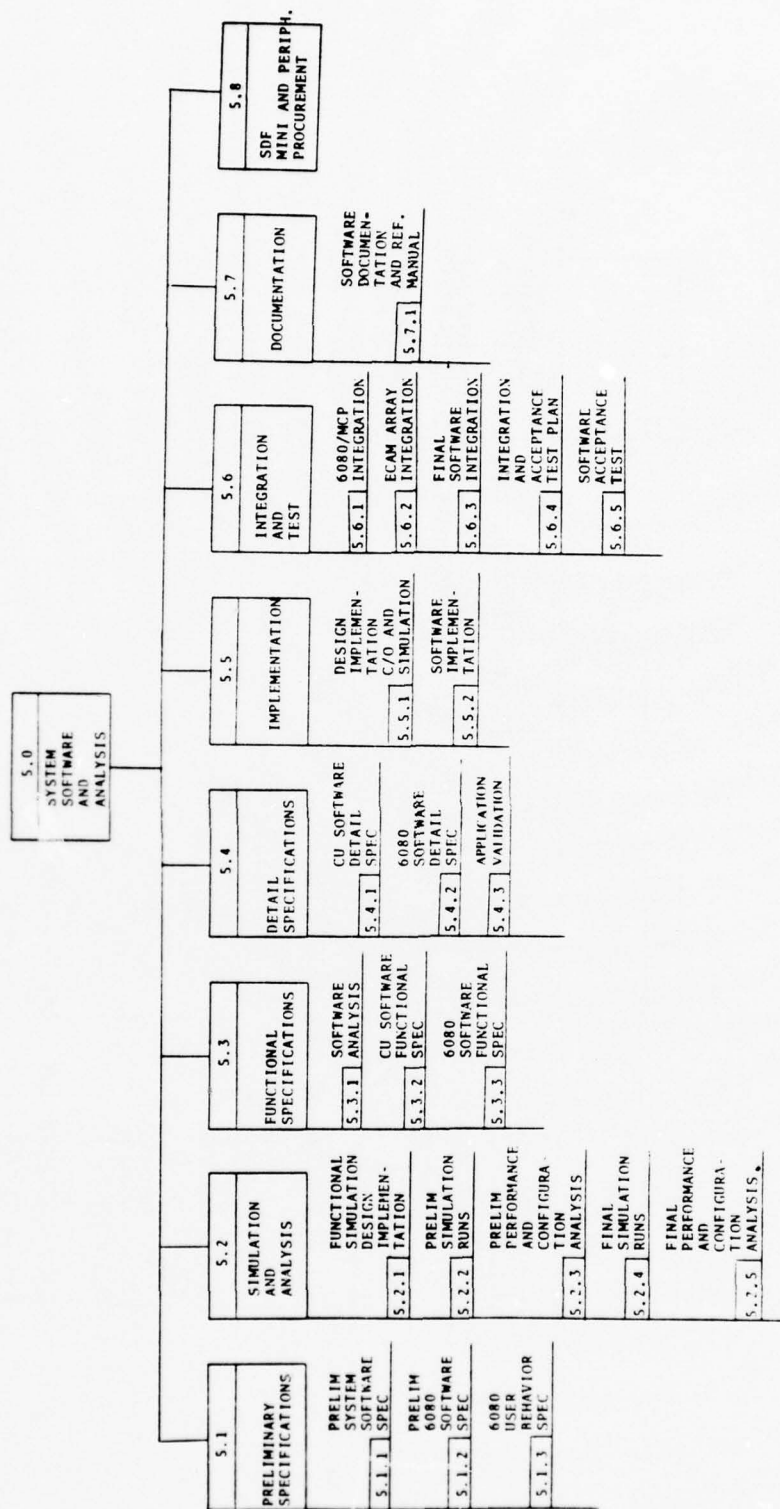 5.0
SYSTEM
SOFTWARE
AND
ANALYSIS
5.1
PRELIMINARY
SPECIFICATIONS
PRELIM
SYSTEM
SOFTWARE
5.1.1 SPEC
PRELIM
6080
SOFTWARE
5.1.2 SPEC
6080
USER
BEHAVIOR
5.1.3 SPEC
5.2
SIMULATION
AND
ANALYSIS
FUNCTIONAL
SIMULATION
DESIGN
IMPLEMEN-
5.2.1 TATION
PRELIM
SIMULATION
5.2.2 RUNS
PRELIM
PERFORMANCE
AND
CONFIGURA-
TION
5.2.3 ANALYSIS
FINAL
SIMULATION
5.2.4 RUNS
FINAL
PERFORMANCE
AND
CONFIGURA-
TION
5.2.5 ANALYSIS.
5.3
FUNCTIONAL
SPECIFICATIONS
SOFTWARE
5.3.1 ANALYSIS
CU SOFTWARE
FUNCTIONAL
5.3.2 SPEC
6080
SOFTWARE
FUNCTIONAL
5.3.3 SPEC
5.4
DETAIL
SPECIFICATIONS
CU SOFTWARE
DETAIL
5.4.1 SPEC
6080
SOFTWARE
DETAIL
5.4.2 SPEC
APPLICATION
5.4.3 VALIDATION
5.5
IMPLEMENTATION
DESIGN
IMPLEMEN-
TATION
C/O AND
5.5.1 SIMULATION
SOFTWARE
IMPLEMEN-
5.5.2 TATION
5.6
INTEGRATION
AND
TEST
6080/MCP
5.6.1 INTEGRATION
ECAM ARRAY
5.6.2 INTEGRATION
FINAL
SOFTWARE
5.6.3 INTEGRATION
INTEGRATION
AND
ACCEPTANCE
5.6.4 TEST PLAN
SOFTWARE
ACCEPTANCE
5.6.5 TEST
5.7
DOCUMENTATION
SOFTWARE
DOCUMEN-
TATION
AND REF.
5.7.1 MANUAL
5.8
SDF
MINI AND PERIPH.
PROCUREMENT